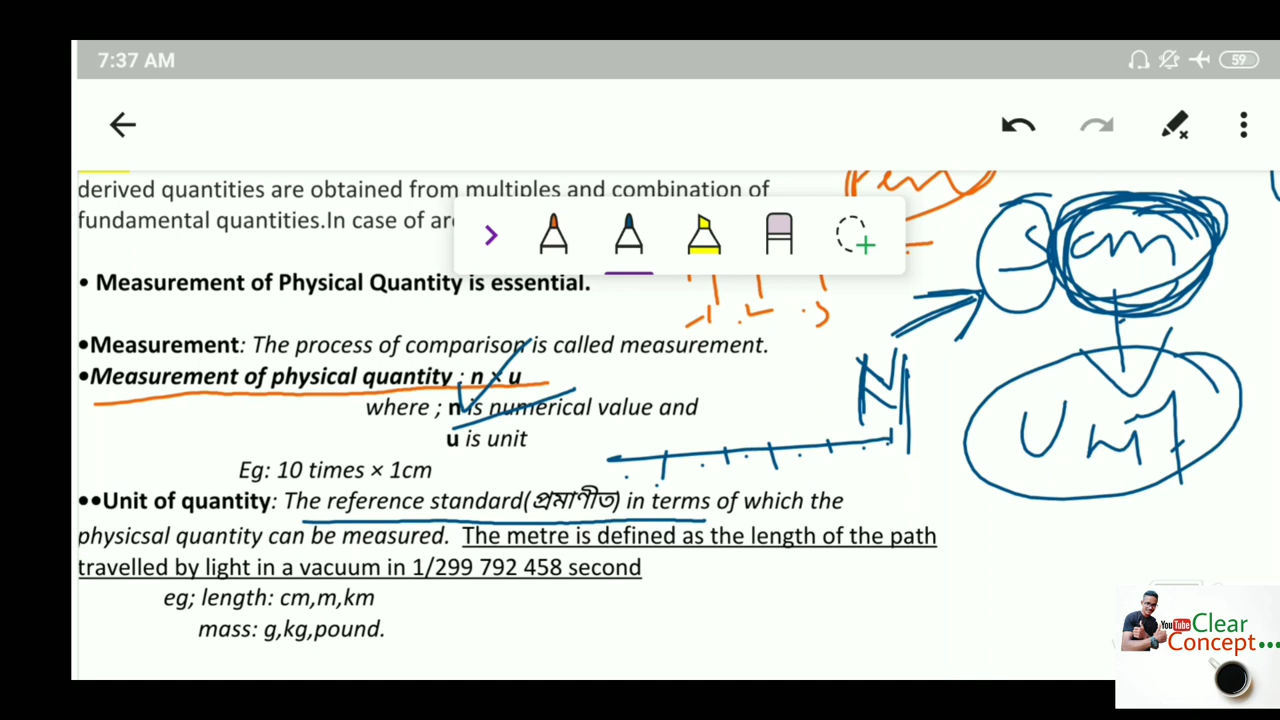 7:37 AM
59
derived quantities are obtained from multiples and combination of
fundamental quantities.In case of
Pen
5 cm
• Measurement of Physical Quantity is essential.
•Measurement: The process of comparison is called measurement.
•Measurement of physical quantity : n × u
where ; n is numerical value and
N
u is unit
Unit
Eg: 10 times × 1cm
••Unit of quantity: The reference standard(প্রমাণীত) in terms of which the
physicsal quantity can be measured. The metre is defined as the length of the path
travelled by light in a vacuum in 1/299 792 458 second
eg; length: cm,m,km
mass: g,kg,pound.
YouTube Clear
Concept